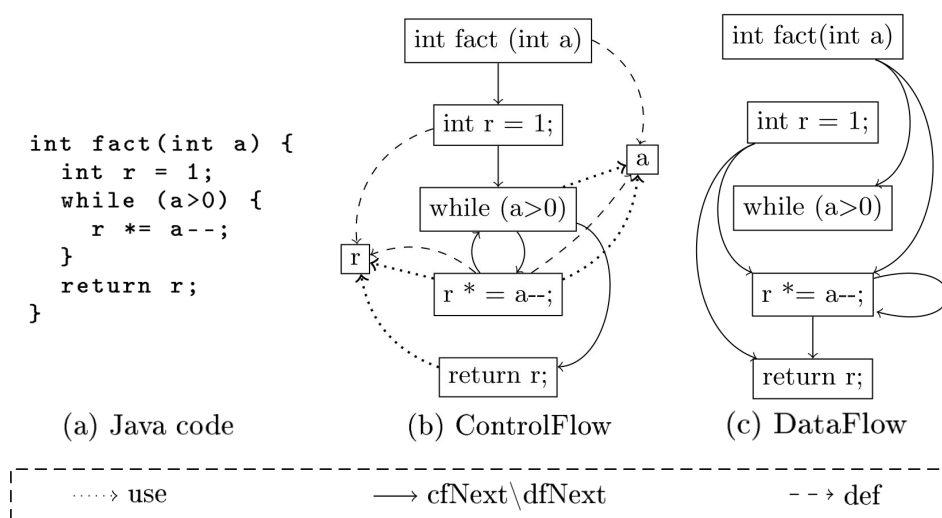 int fact(int a) {
int r = 1;
while (a>0) {
r *= a--;
}
return r;
}
(a) Java code
int fact (int a)
int r = 1;
a
while (a>0)
r
r * = a--;
return r;
(b) ControlFlow
int fact(int a)
int r = 1;
while (a>0)
r *= a--;
return r;
(c) DataFlow
use
cfNext\dfNext
def